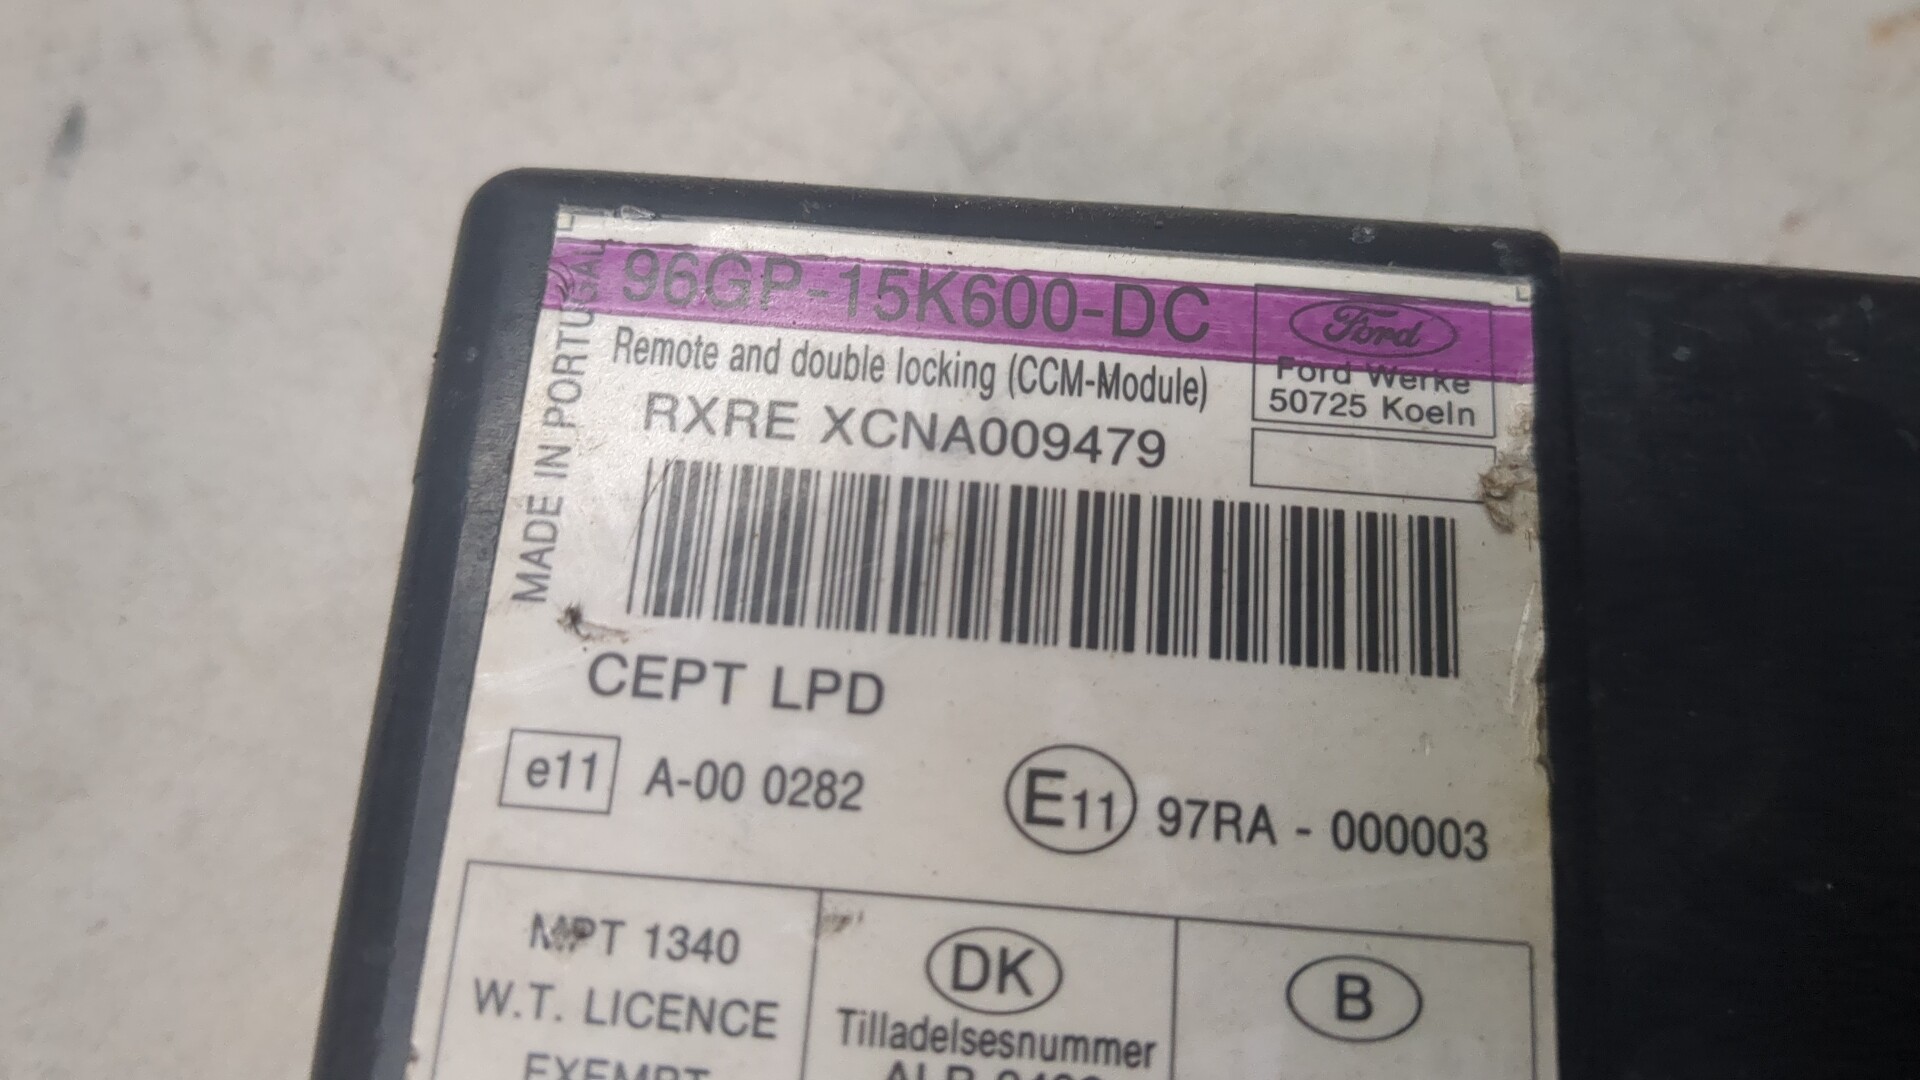 96GP-15K600-DC
Ford
Ford Werke
50725 Koeln
Remote and double locking (CCM-Module)
RXRE XCNA009479
MADE IN PORTUGAL
CEPT LPD
e11 A-00 0282
E11 97RA - 000003
MPT 1340
W.T. LICENCE
EXEMPT
DK
Tilladelsesnummer
B